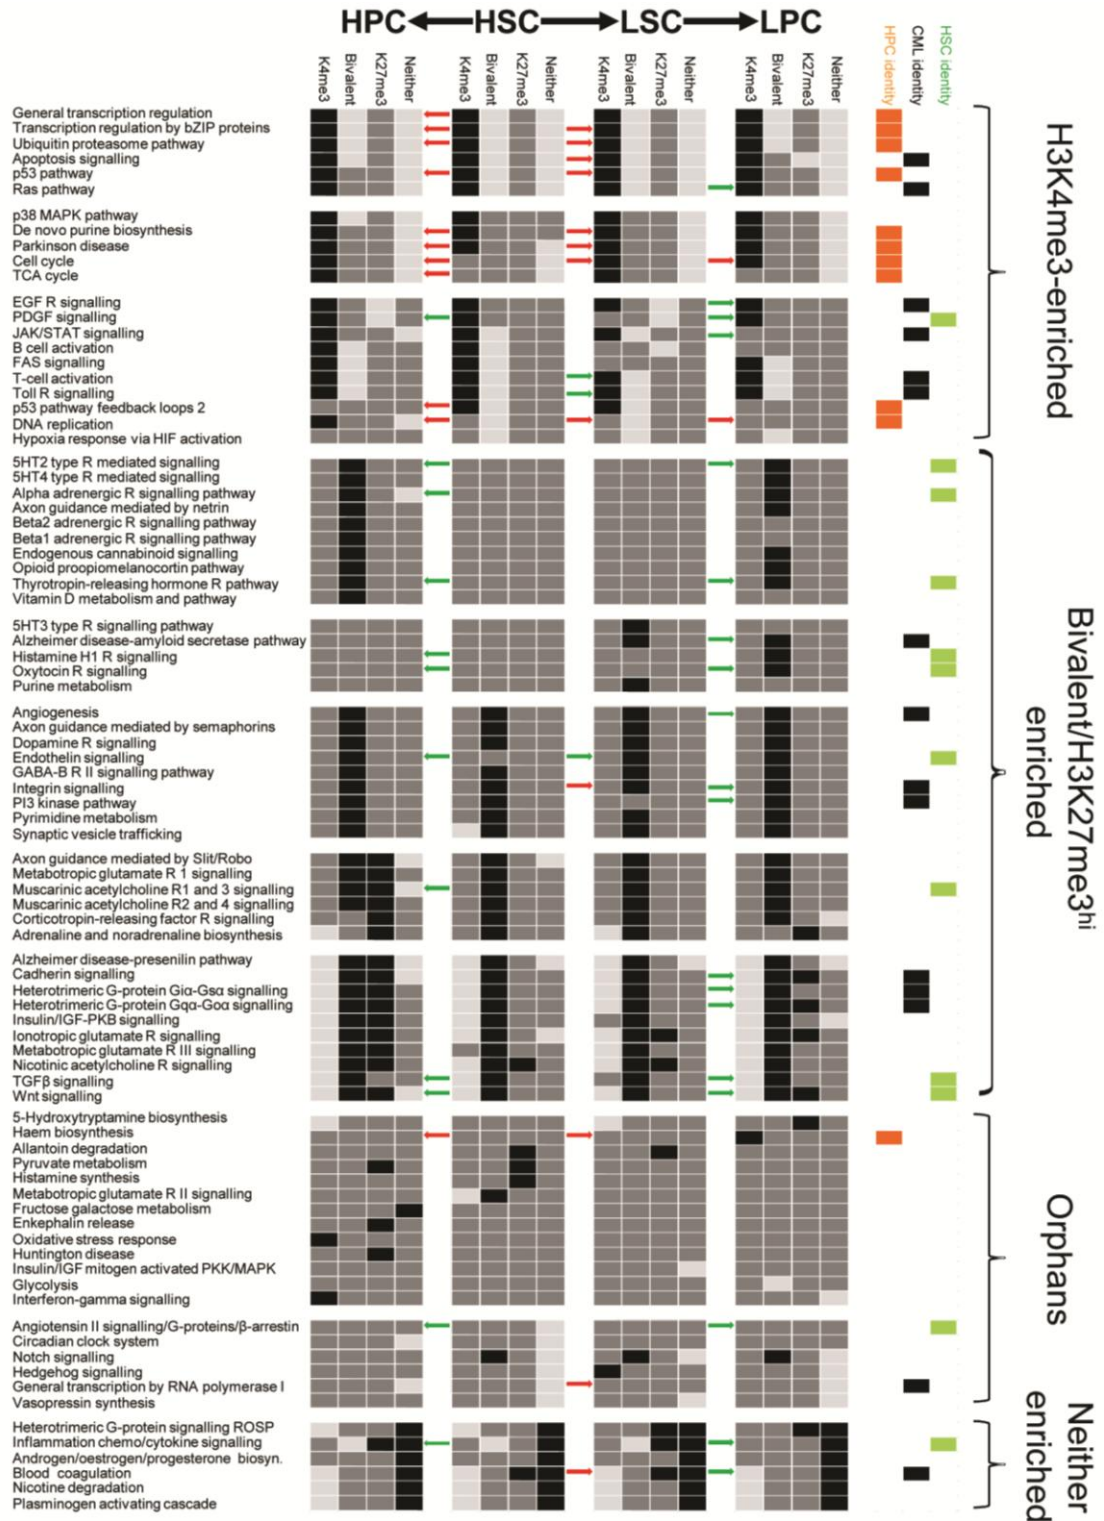 HPC HSC LSC LPC
K4me3 Bivalent K27me3 Neither K4me3 Bivalent K27me3 Neither K4me3 Bivalent K27me3 Neither K4me3 Bivalent K27me3 Neither HPC identity CML identity HSC identity
General transcription regulation
Transcription regulation by bZIP proteins
Ubiquitin proteasome pathway
Apoptosis signalling
p53 pathway
Ras pathway
H3K4me3-enriched
p38 MAPK pathway
De novo purine biosynthesis
Parkinson disease
Cell cycle
TCA cycle
EGF R signalling
PDGF signalling
JAK/STAT signalling
B cell activation
FAS signalling
T-cell activation
Toll R signalling
p53 pathway feedback loops 2
DNA replication
Hypoxia response via HIF activation
5HT2 type R mediated signalling
5HT4 type R mediated signalling
Alpha adrenergic R signalling pathway
Axon guidance mediated by netrin
Beta2 adrenergic R signalling pathway
Beta1 adrenergic R signalling pathway
Endogenous cannabinoid signalling
Opioid proopiomelanocortin pathway
Thyrotropin-releasing hormone R pathway
Vitamin D metabolism and pathway
5HT3 type R signalling pathway
Alzheimer disease-amyloid secretase pathway
Histamine H1 R signalling
Oxytocin R signalling
Purine metabolism
Bivalent/H3K27me3hi
enriched
Angiogenesis
Axon guidance mediated by semaphorins
Dopamine R signalling
Endothelin signalling
GABA-B R II signalling pathway
Integrin signalling
PI3 kinase pathway
Pyrimidine metabolism
Synaptic vesicle trafficking
Axon guidance mediated by Slit/Robo
Metabotropic glutamate R 1 signalling
Muscarinic acetylcholine R1 and 3 signalling
Muscarinic acetylcholine R2 and 4 signalling
Corticotropin-releasing factor R signalling
Adrenaline and noradrenaline biosynthesis
Alzheimer disease-presenilin pathway
Cadherin signalling
Heterotrimeric G-protein Giα-Gsα signalling
Heterotrimeric G-protein Gqα-Goα signalling
Insulin/IGF-PKB signalling
Ionotropic glutamate R signalling
Metabotropic glutamate R III signalling
Nicotinic acetylcholine R signalling
TGFβ signalling
Wnt signalling
5-Hydroxytryptamine biosynthesis
Haem biosynthesis
Allantoin degradation
Pyruvate metabolism
Histamine synthesis
Metabotropic glutamate R II signalling
Fructose galactose metabolism
Enkephalin release
Oxidative stress response
Huntington disease
Insulin/IGF mitogen activated PKK/MAPK
Glycolysis
Interferon-gamma signalling
Orphans
Angiotensin II signalling/G-proteins/β-arrestin
Circadian clock system
Notch signalling
Hedgehog signalling
General transcription by RNA polymerase I
Vasopressin synthesis
Heterotrimeric G-protein signalling ROSP
Inflammation chemo/cytokine signalling
Androgen/oestrogen/progesterone biosyn.
Blood coagulation
Nicotine degradation
Plasminogen activating cascade
Neither
enriched